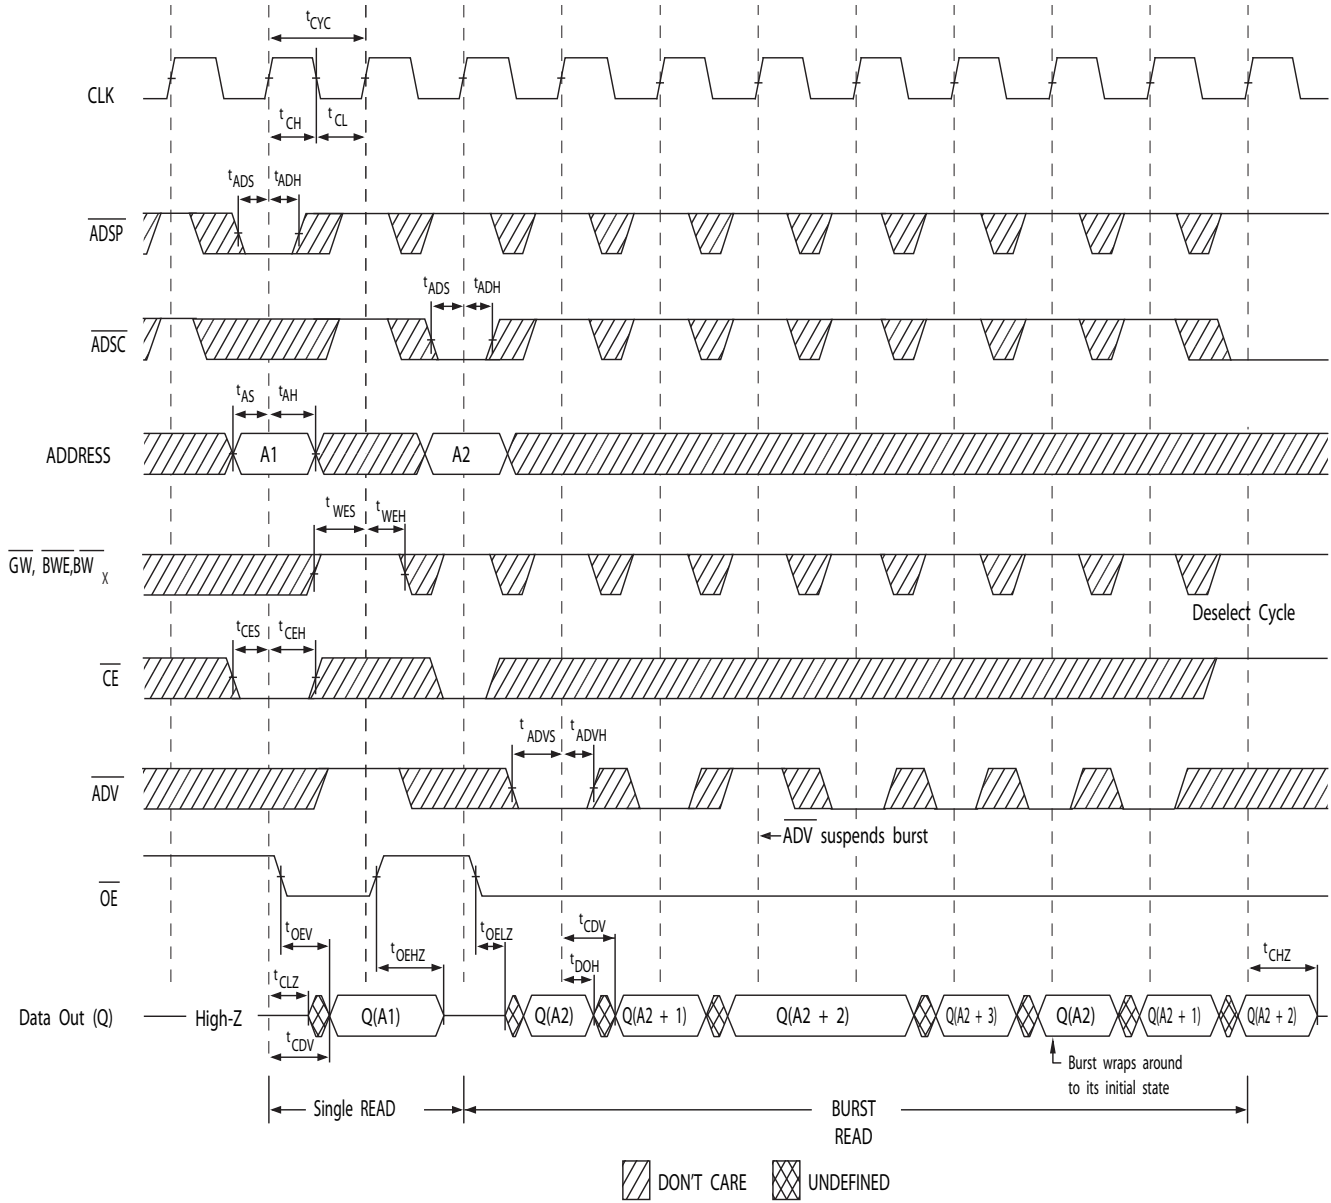 tCYC
CLK
tCH
tCL
tADS
tADH
ADSP
tADS
tADH
ADSC
tAS
tAH
ADDRESS
A1
A2
tWES
tWEH
GW, BWE,BW X
Deselect Cycle
tCES
tCEH
CE
tADVS
tADVH
ADV
ADV suspends burst
OE
tOEV
tOEHZ
tOELZ
tCDV
tDOH
tCHZ
tCLZ
Data Out (Q)
High-Z
Q(A1)
Q(A2)
Q(A2 + 1)
Q(A2 + 2)
Q(A2 + 3)
Q(A2)
Q(A2 + 1)
Q(A2 + 2)
tCDV
Burst wraps around
to its initial state
Single READ
BURST
READ
DON'T CARE
UNDEFINED